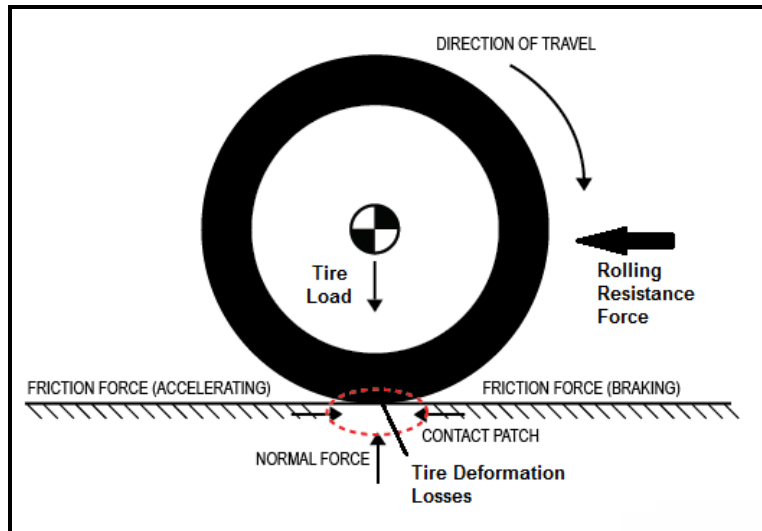 DIRECTION OF TRAVEL
Tire
Load
Rolling
Resistance
Force
FRICTION FORCE (ACCELERATING)
FRICTION FORCE (BRAKING)
CONTACT PATCH
NORMAL FORCE
Tire Deformation
Losses